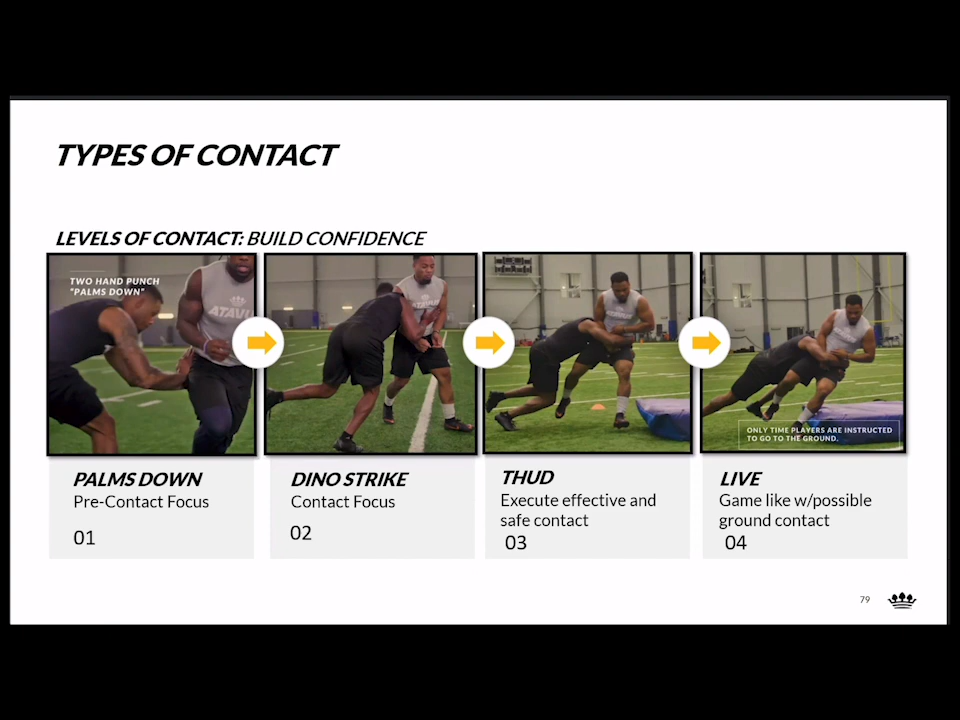 TYPES OF CONTACT
LEVELS OF CONTACT: BUILD CONFIDENCE
TWO HAND PUNCH
"PALMS DOWN"
ATAVUS
ATAVUS
ONLY TIME PLAYERS ARE INSTRUCTED
TO GO TO THE GROUND.
PALMS DOWN
Pre-Contact Focus
01
DINO STRIKE
Contact Focus
02
THUD
Execute effective and
safe contact
03
LIVE
Game like w/possible
ground contact
04
79